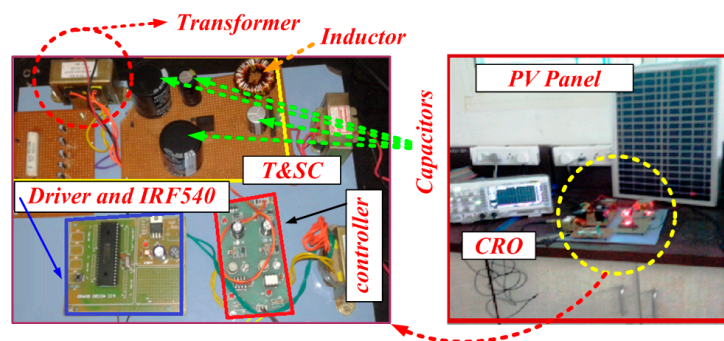 Transformer
Inductor
PV Panel
Capacitors
T&SC
Driver and IRF540
controller
CRO